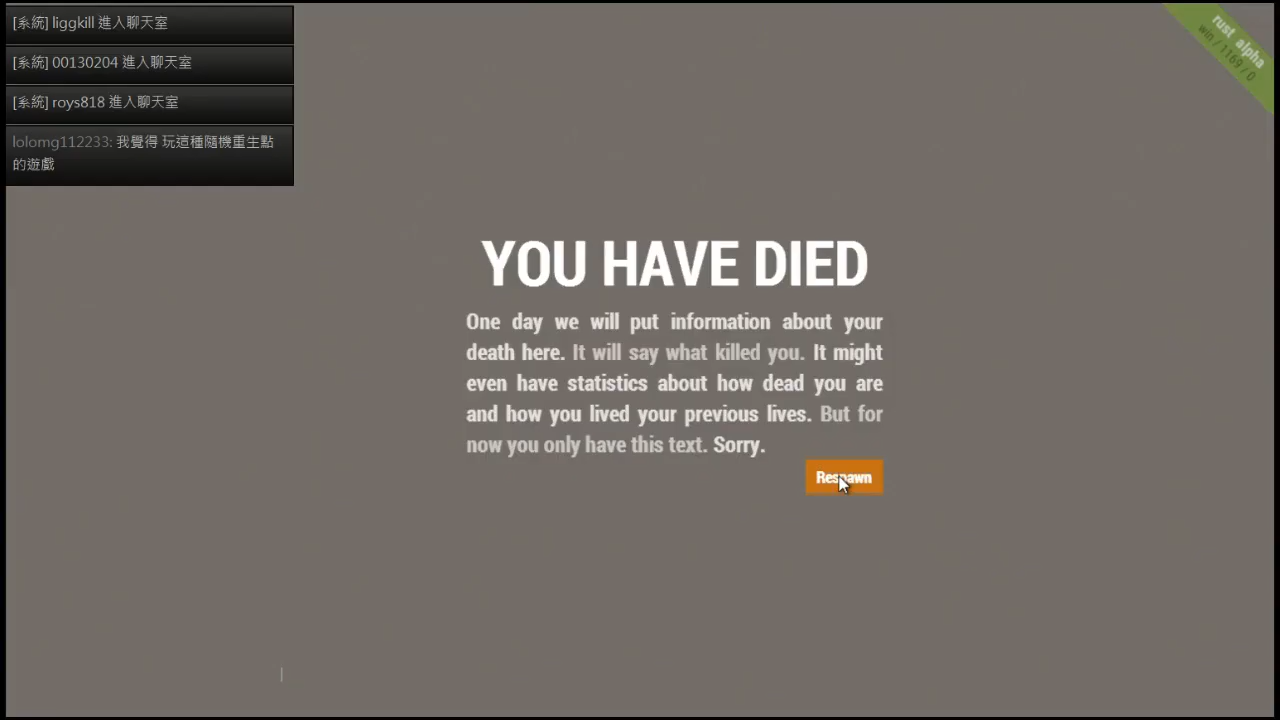 [系統] liggkill 進入聊天室
[系統] 00130204 進入聊天室
[系統] roys818 進入聊天室
lolomg112233: 我覺得 玩這種隨機重生點
的遊戲
rust alpha
win / 1169 / 0
YOU HAVE DIED
One day we will put information about your
death here. It will say what killed you. It might
even have statistics about how dead you are
and how you lived your previous lives. But for
now you only have this text. Sorry.
Respawn